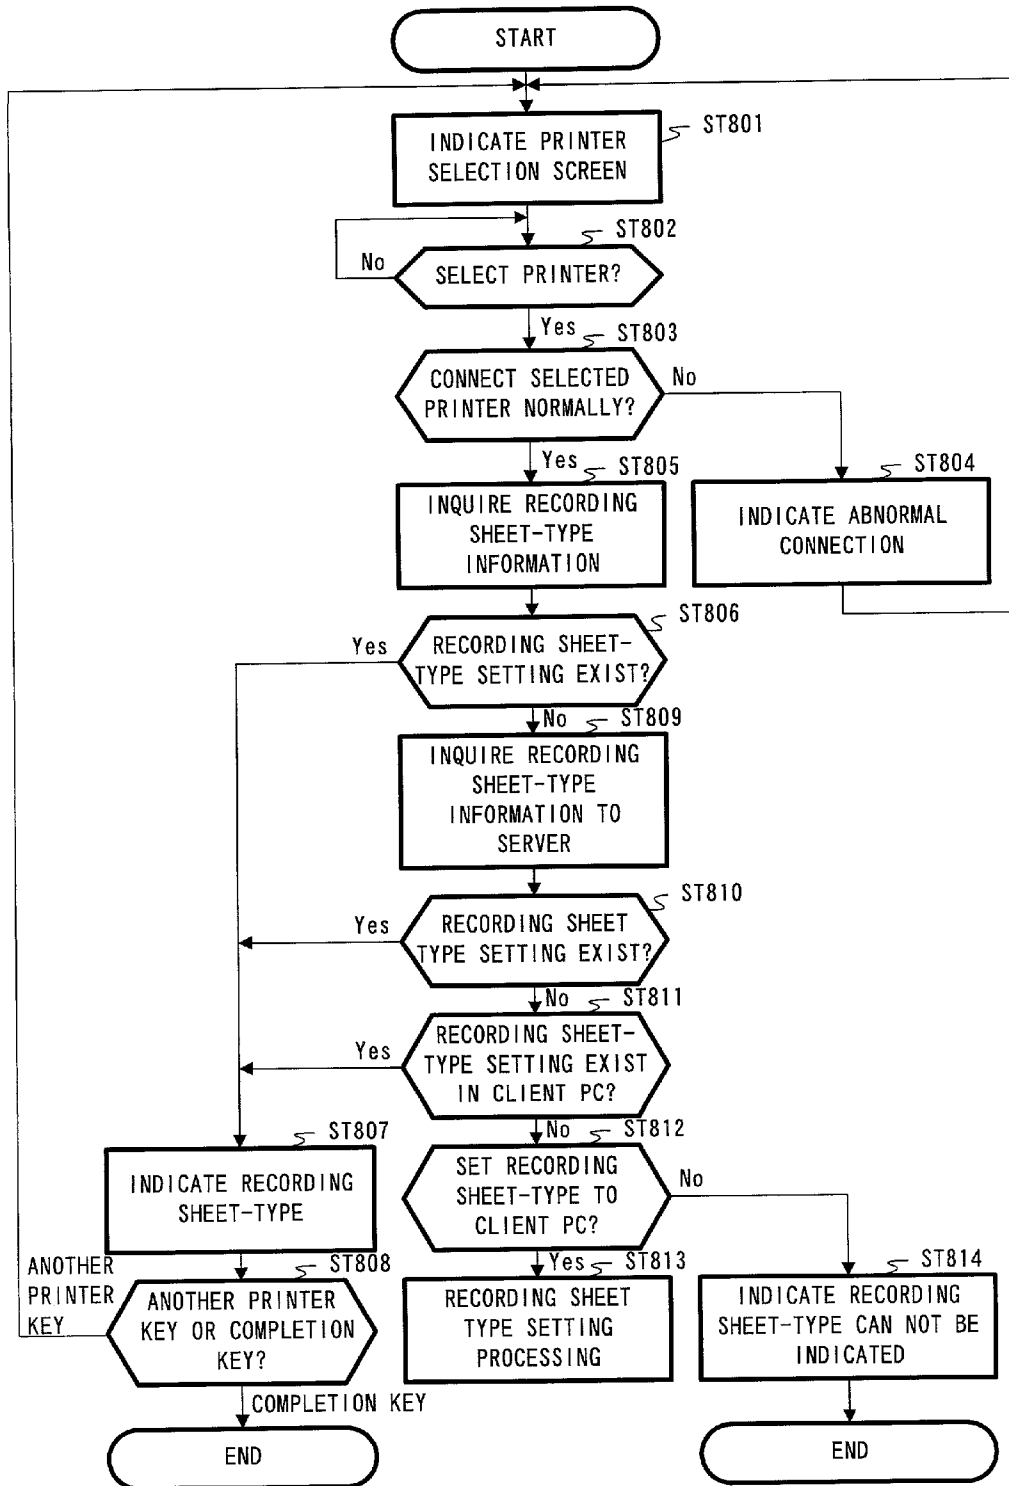 START
ST801
INDICATE PRINTER
SELECTION SCREEN
ST802
No
SELECT PRINTER?
Yes
ST803
CONNECT SELECTED
PRINTER NORMALLY?
No
Yes
ST805
INQUIRE RECORDING
SHEET-TYPE
INFORMATION
ST804
INDICATE ABNORMAL
CONNECTION
ST806
Yes
RECORDING SHEET-
TYPE SETTING EXIST?
No
ST809
INQUIRE RECORDING
SHEET-TYPE
INFORMATION TO
SERVER
ST810
Yes
RECORDING SHEET
TYPE SETTING EXIST?
No
ST811
Yes
RECORDING SHEET-
TYPE SETTING EXIST
IN CLIENT PC?
No
ST812
SET RECORDING
SHEET-TYPE TO
CLIENT PC?
No
ST807
INDICATE RECORDING
SHEET-TYPE
ST808
ANOTHER
PRINTER
KEY
ANOTHER PRINTER
KEY OR COMPLETION
KEY?
COMPLETION KEY
END
Yes
ST813
RECORDING SHEET
TYPE SETTING
PROCESSING
ST814
INDICATE RECORDING
SHEET-TYPE CAN NOT BE
INDICATED
END